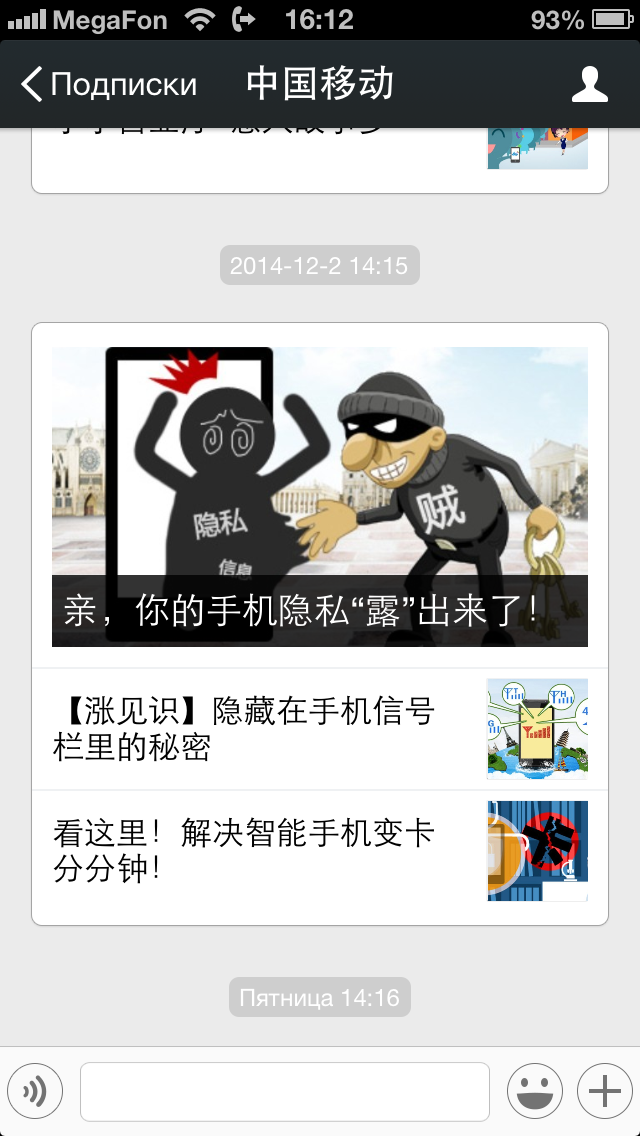 MegaFon 16:12 93%
Подписки 中国移动
2014-12-2 14:15
隐私
信息
贼
亲，你的手机隐私“露”出来了！
【涨见识】隐藏在手机信号
栏里的秘密
看这里！解决智能手机变卡
分分钟！
Пятница 14:16